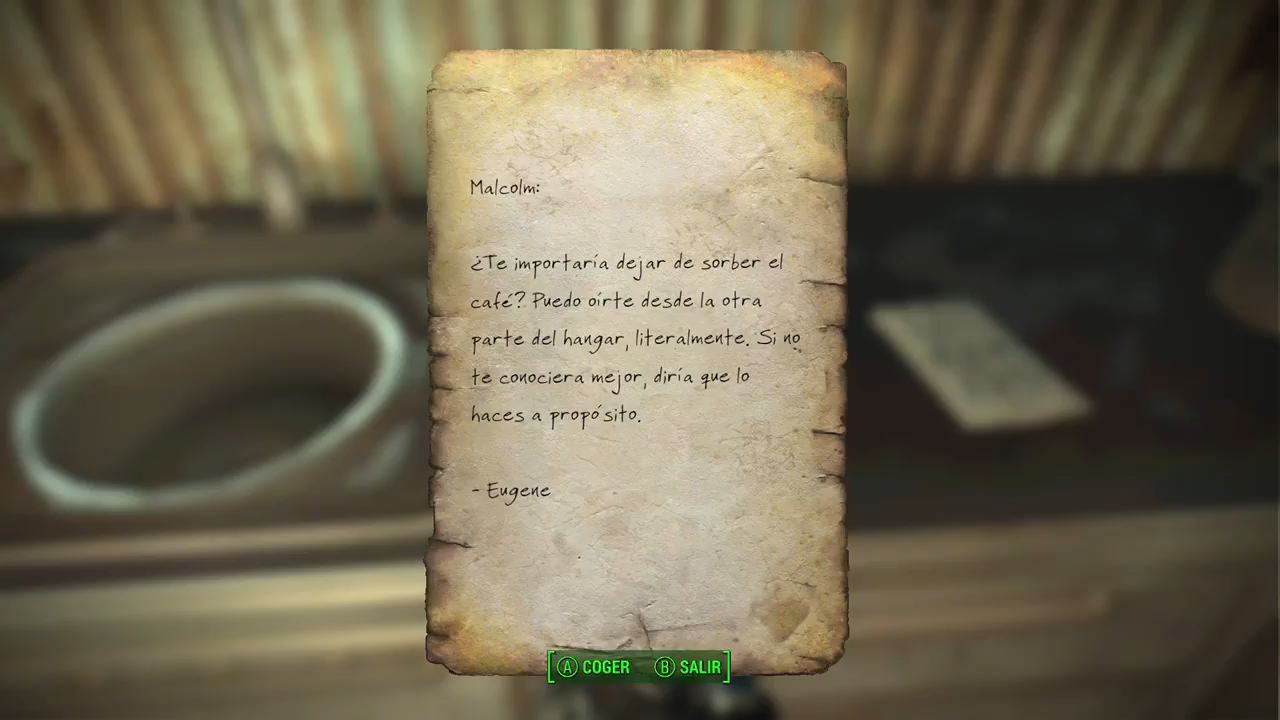 Malcolm:
¿Te importaría dejar de sorber el
café? Puedo oírte desde la otra
parte del hangar, literalmente. Si no
te conociera mejor, diría que lo
haces a propósito.
- Eugene
A COGER B SALIR